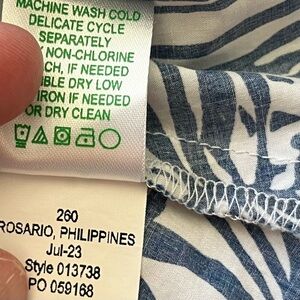 MACHINE WASH COLD
DELICATE CYCLE
SEPARATELY
NON-CHLORINE
CH, IF NEEDED
BLE DRY LOW
IRON IF NEEDED
OR DRY CLEAN
260
ROSARIO, PHILIPPINES
Jul-23
Style 013738
PO 059168